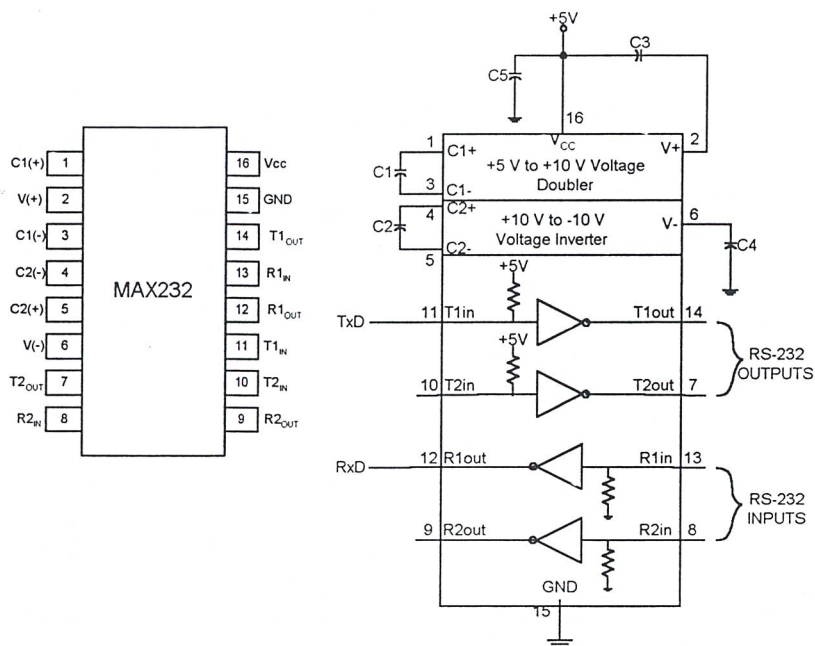 C1(+) 1
V(+) 2
C1(-) 3
C2(-) 4
C2(+) 5
V(-) 6
T2OUT 7
R2IN 8
MAX232
16 Vcc
15 GND
14 T1OUT
13 R1IN
12 R1OUT
11 T1IN
10 T2IN
9 R2OUT
+5V
C3
C5
16
VCC
1
C1+
C1
3
C1-
+5 V to +10 V Voltage
Doubler
V+
2
4
C2+
C2
C2-
5
+10 V to -10 V
Voltage Inverter
V-
6
C4
+5V
TxD
11
T1in
T1out
14
+5V
10
T2in
T2out
7
RS-232
OUTPUTS
RxD
12
R1out
R1in
13
9
R2out
R2in
8
RS-232
INPUTS
GND
15